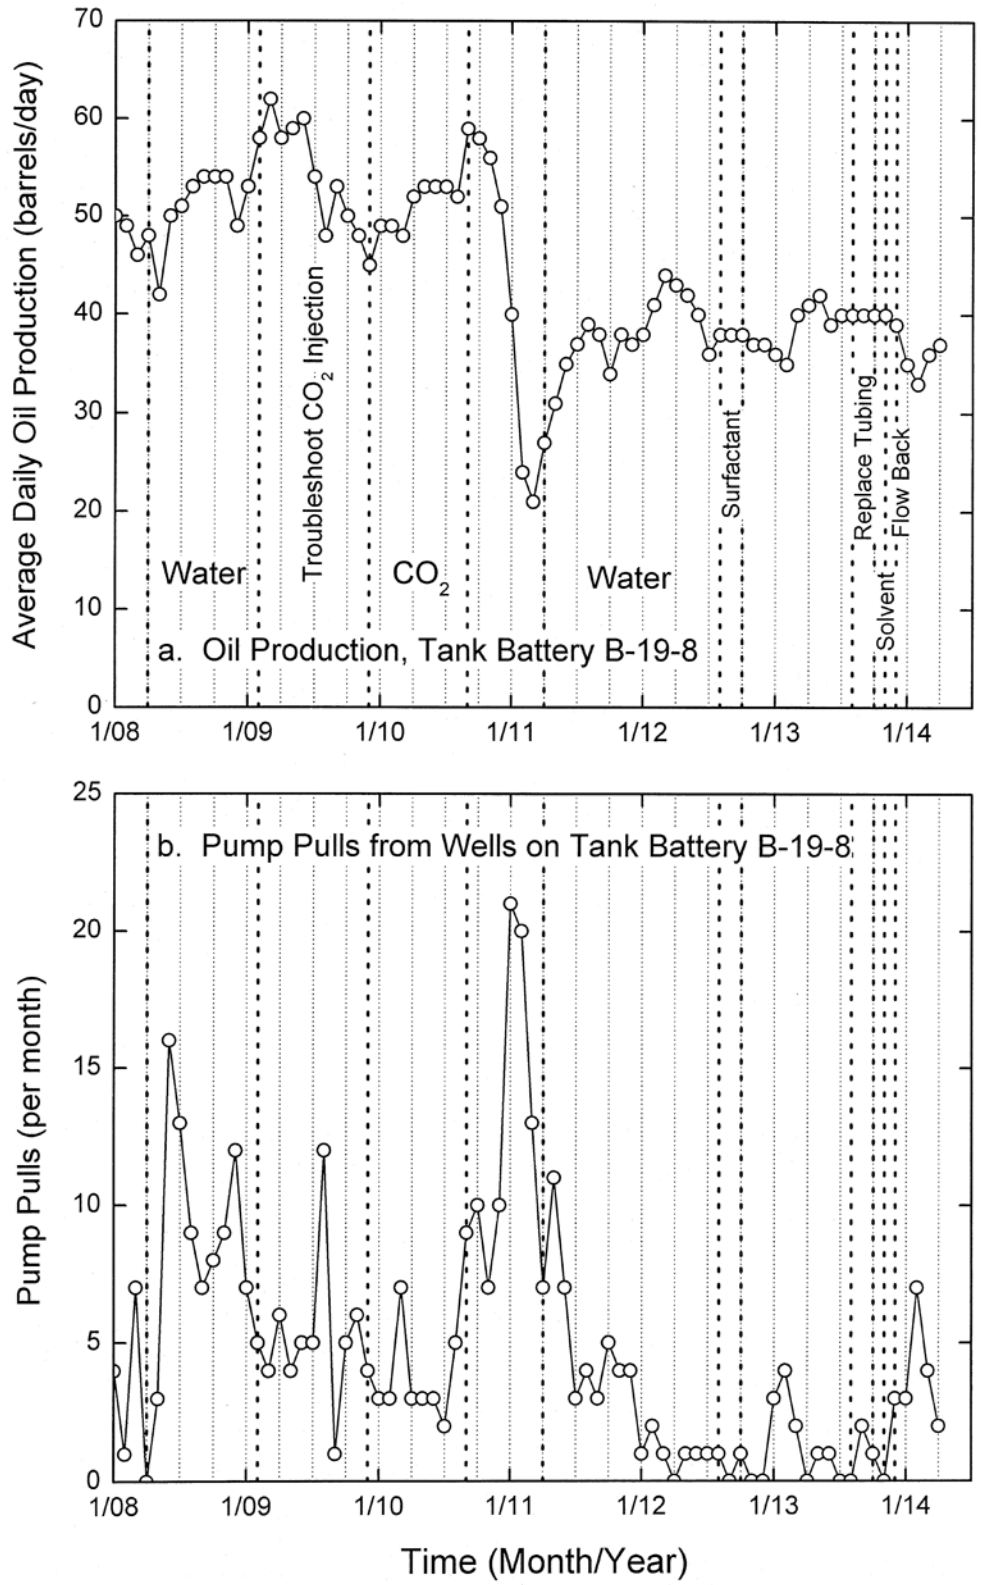 70
60
50
40
30
20
10
0
Average Daily Oil Production (barrels/day)
Water
Troubleshoot CO2 Injection
CO2
Water
Surfactant
Replace Tubing
Solvent
Flow Back
a. Oil Production, Tank Battery B-19-8
1/08 1/09 1/10 1/11 1/12 1/13 1/14
25
20
15
10
5
0
Pump Pulls (per month)
b. Pump Pulls from Wells on Tank Battery B-19-8
1/08 1/09 1/10 1/11 1/12 1/13 1/14
Time (Month/Year)